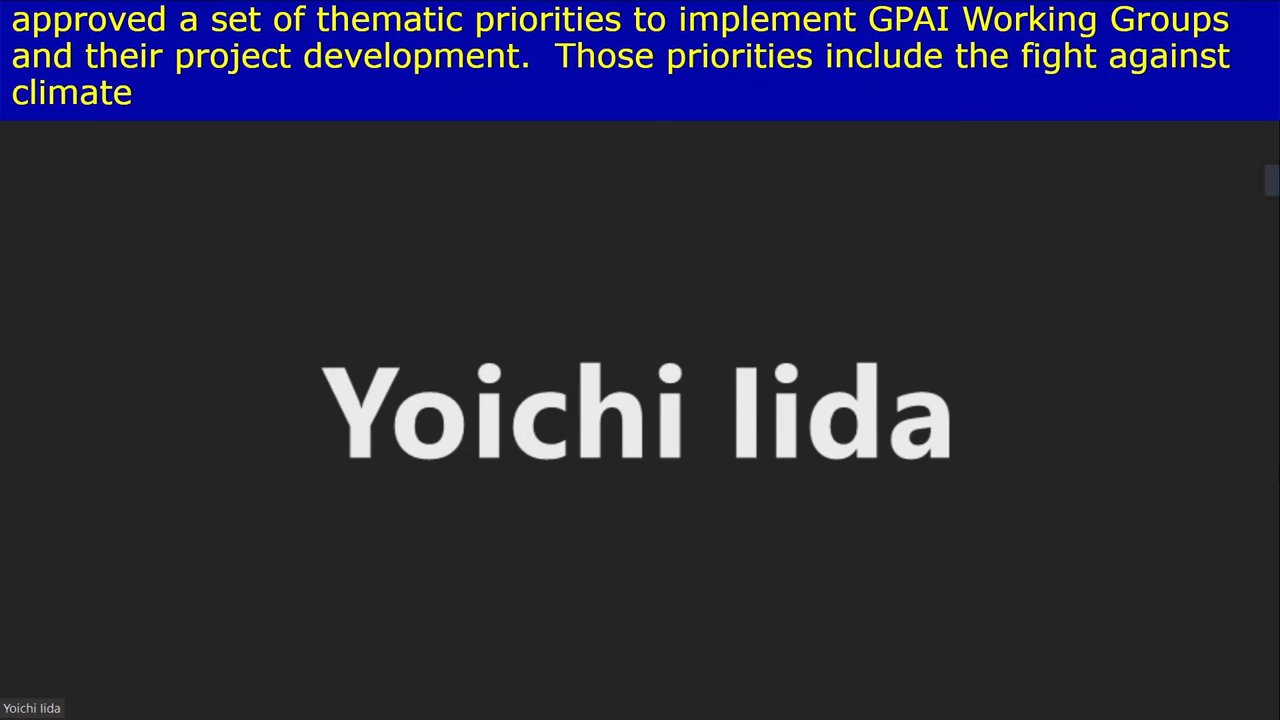 approved a set of thematic priorities to implement GPAI Working Groups
and their project development.  Those priorities include the fight against
climate
Yoichi Iida
Yoichi Iida